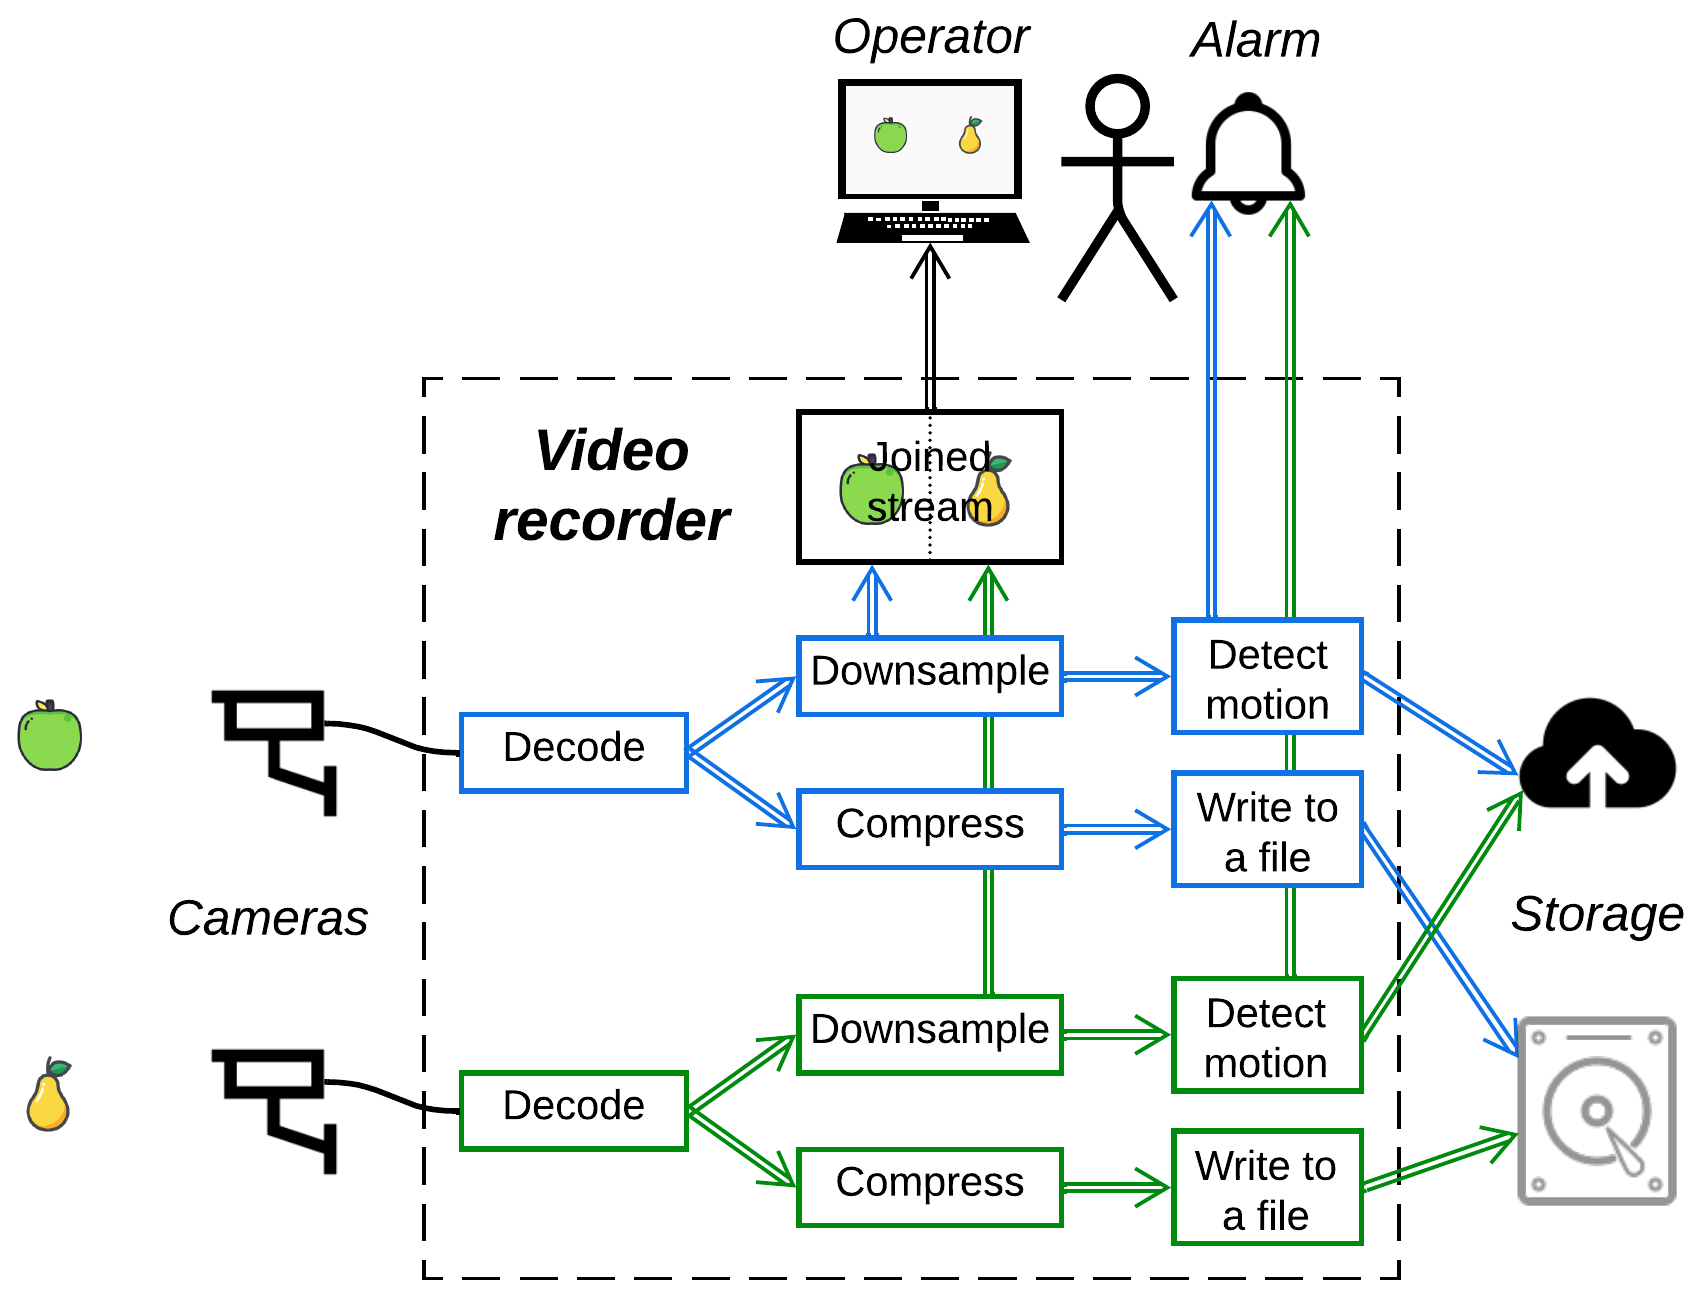 Operator
Alarm
Video
recorder
Joined
stream
Downsample
Detect
motion
Decode
Compress
Write to
a file
Cameras
Storage
Downsample
Detect
motion
Decode
Compress
Write to
a file